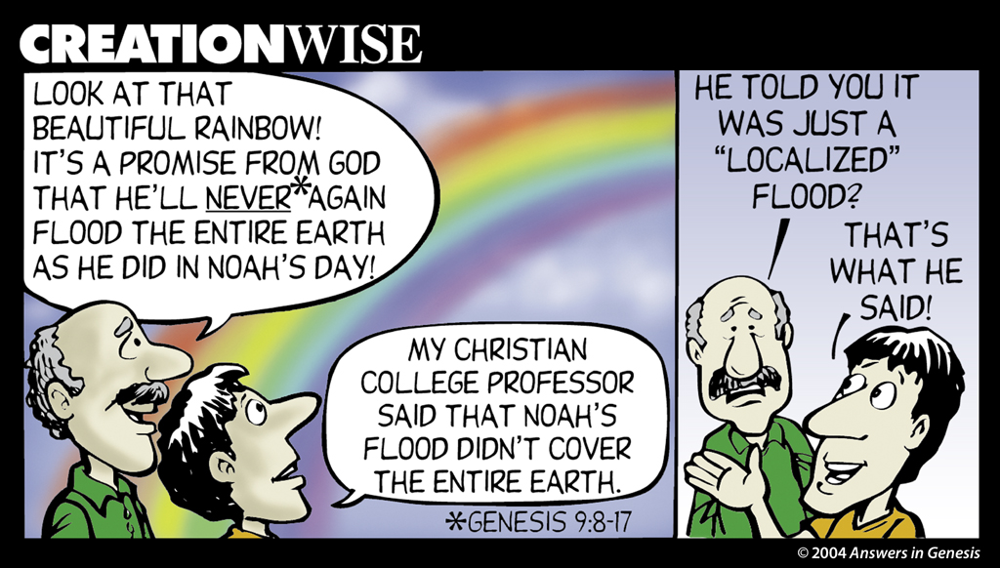 CREATIONWISE
LOOK AT THAT
BEAUTIFUL RAINBOW!
IT'S A PROMISE FROM GOD
THAT HE'LL NEVER*AGAIN
FLOOD THE ENTIRE EARTH
AS HE DID IN NOAH'S DAY!
MY CHRISTIAN
COLLEGE PROFESSOR
SAID THAT NOAH'S
FLOOD DIDN'T COVER
THE ENTIRE EARTH.
*GENESIS 9:8-17
HE TOLD YOU IT
WAS JUST A
"LOCALIZED"
FLOOD?
THAT'S
WHAT HE
SAID!
© 2004 Answers in Genesis